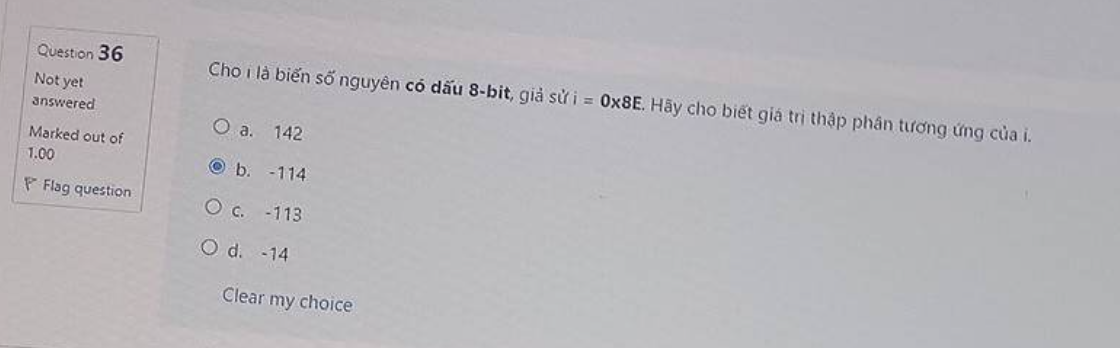 Question 36
Not yet
answered
Marked out of
1.00
Flag question
Cho i là biến số nguyên có dấu 8-bit, giả sử i = 0x8E. Hãy cho biết giá trị thập phân tương ứng của i.
a. 142
b. -114
c. -113
d. -14
Clear my choice